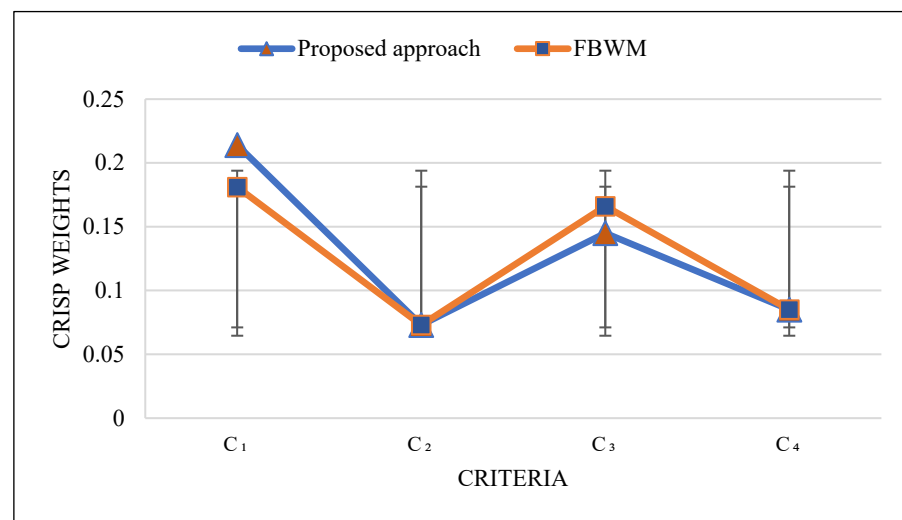 Proposed approach FBWM
0.25
0.2
0.15
0.1
0.05
0
CRISP WEIGHTS
C₁ C₂ C₃ C₄
CRITERIA